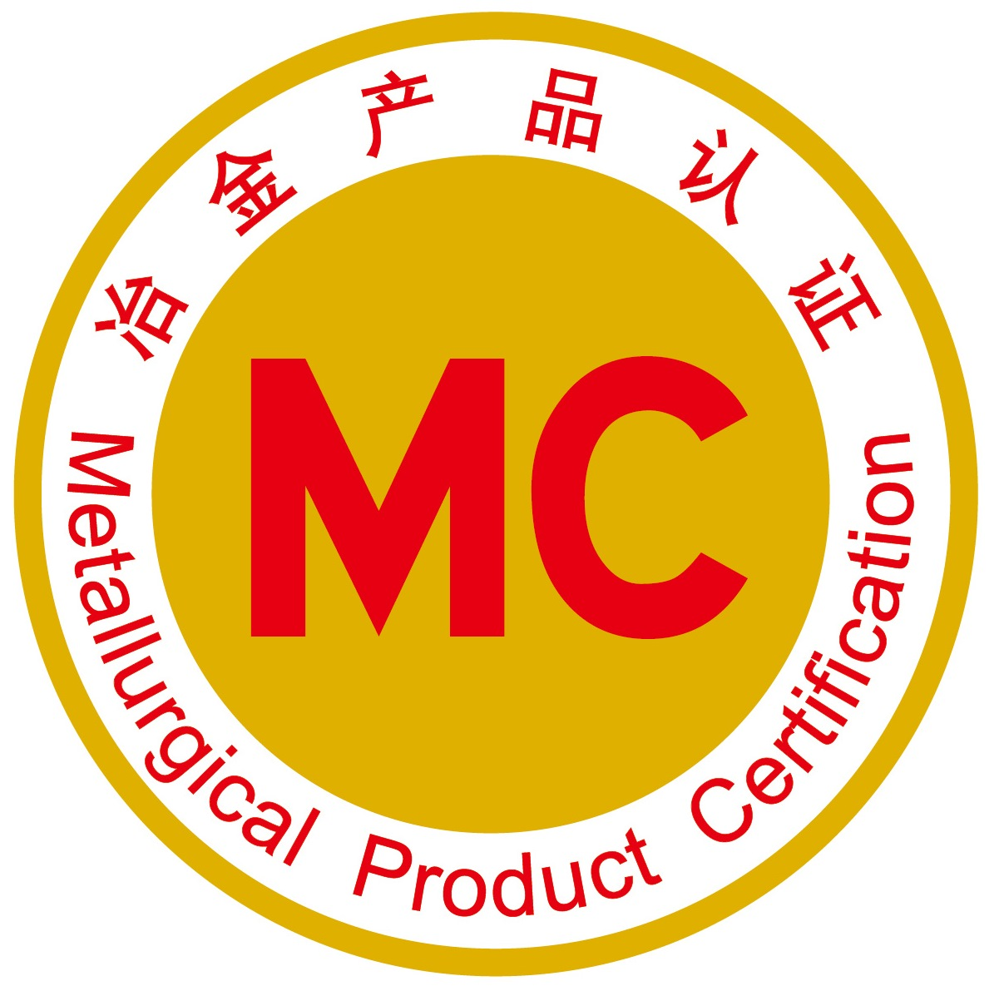 冶金产品认证
MC
Metallurgical Product Certification